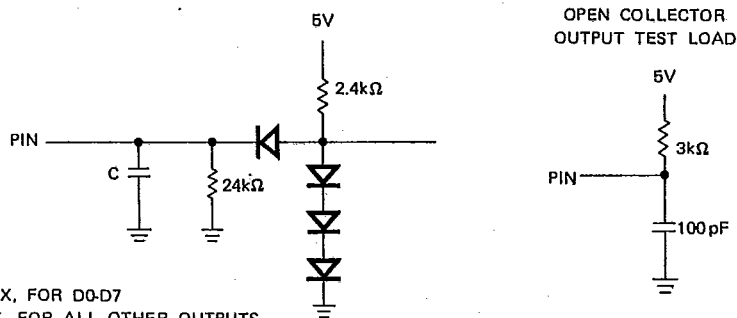 OPEN COLLECTOR
OUTPUT TEST LOAD
5V
5V
2.4kΩ
PIN
C
24kΩ
3kΩ
PIN
100pF
X, FOR D0-D7
FOR ALL OTHER OUTPUTS